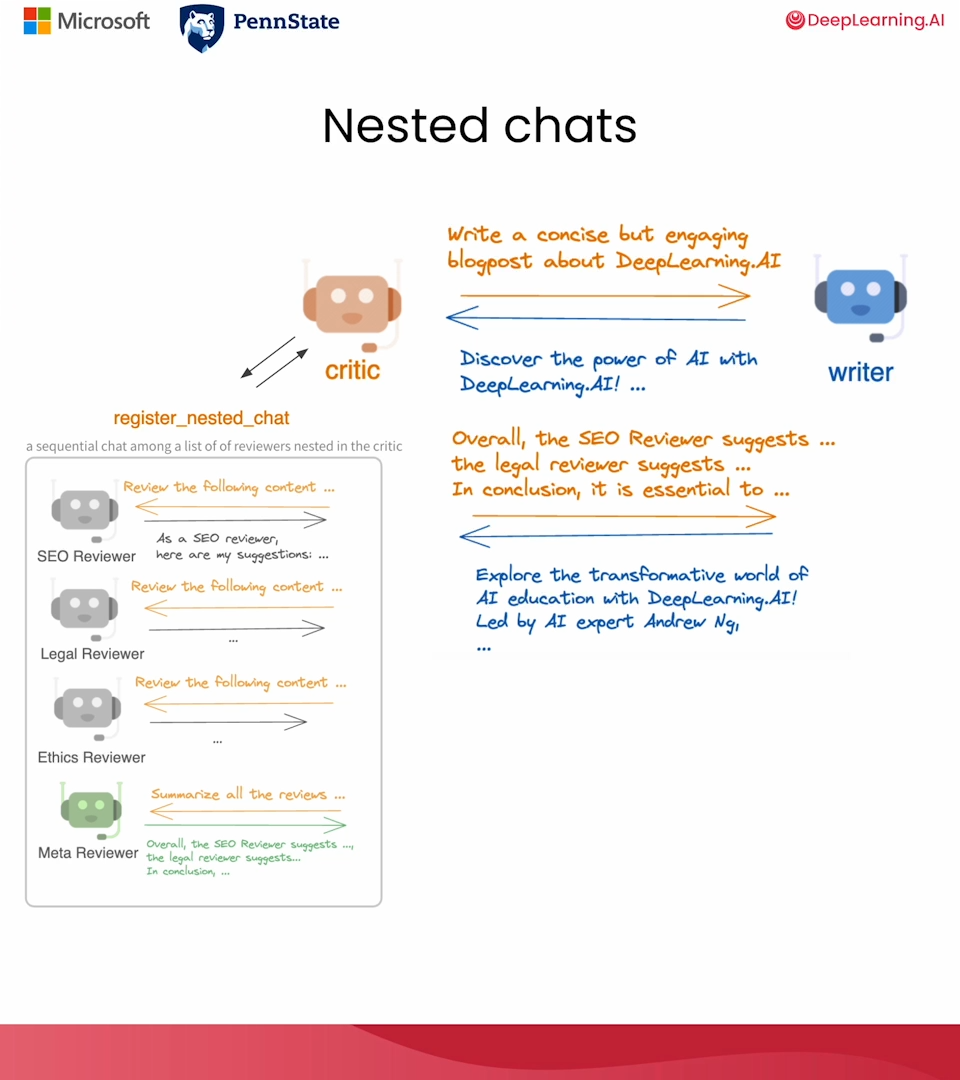 Microsoft
PennState
DeepLearning.AI
Nested chats
Write a concise but engaging
blogpost about DeepLearning.AI
critic
Discover the power of AI with
DeepLearning.AI! ...
writer
register_nested_chat
a sequential chat among a list of of reviewers nested in the critic
Overall, the SEO Reviewer suggests ...
the legal reviewer suggests ...
In conclusion, it is essential to ...
Explore the transformative world of
AI education with DeepLearning.AI!
Led by AI expert Andrew Ng,
...
Review the following content ...
As a SEO reviewer,
here are my suggestions: ...
SEO Reviewer
Review the following content ...
...
Legal Reviewer
Review the following content ...
...
Ethics Reviewer
Summarize all the reviews ...
Meta Reviewer
Overall, the SEO Reviewer suggests ...,
the legal reviewer suggests...
In conclusion, ...